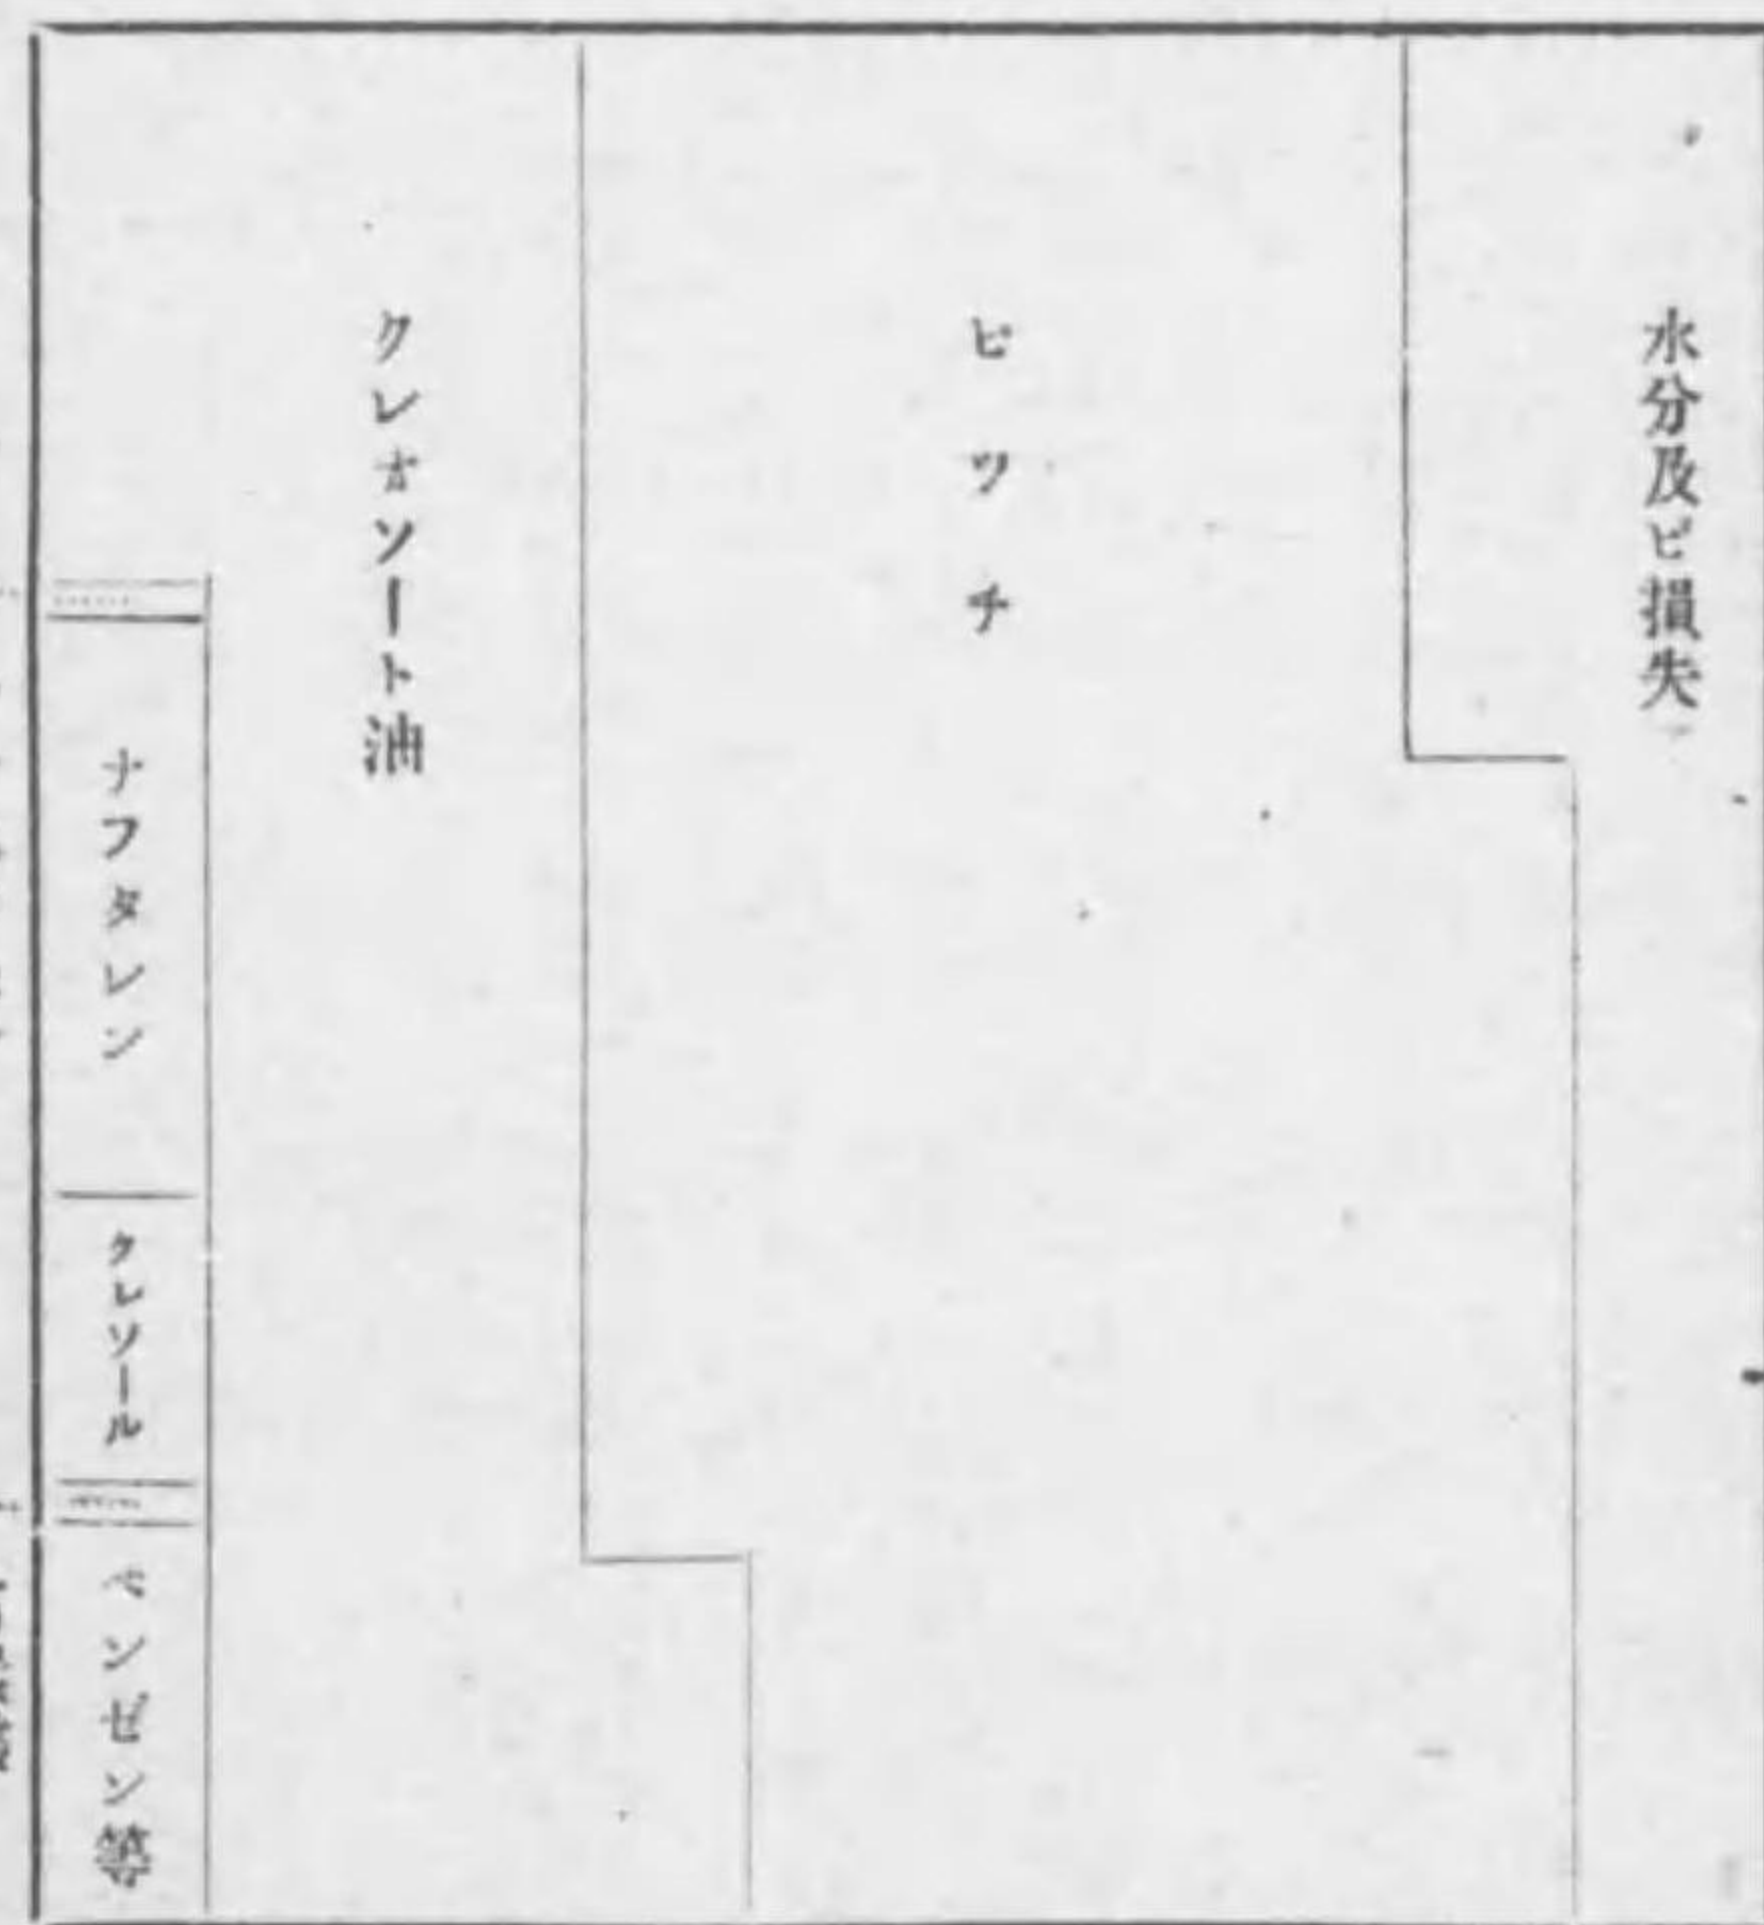 水分及ビ損失
ピツチ
クレオソート油
ナフタレン
クレソール
ベンゼン等